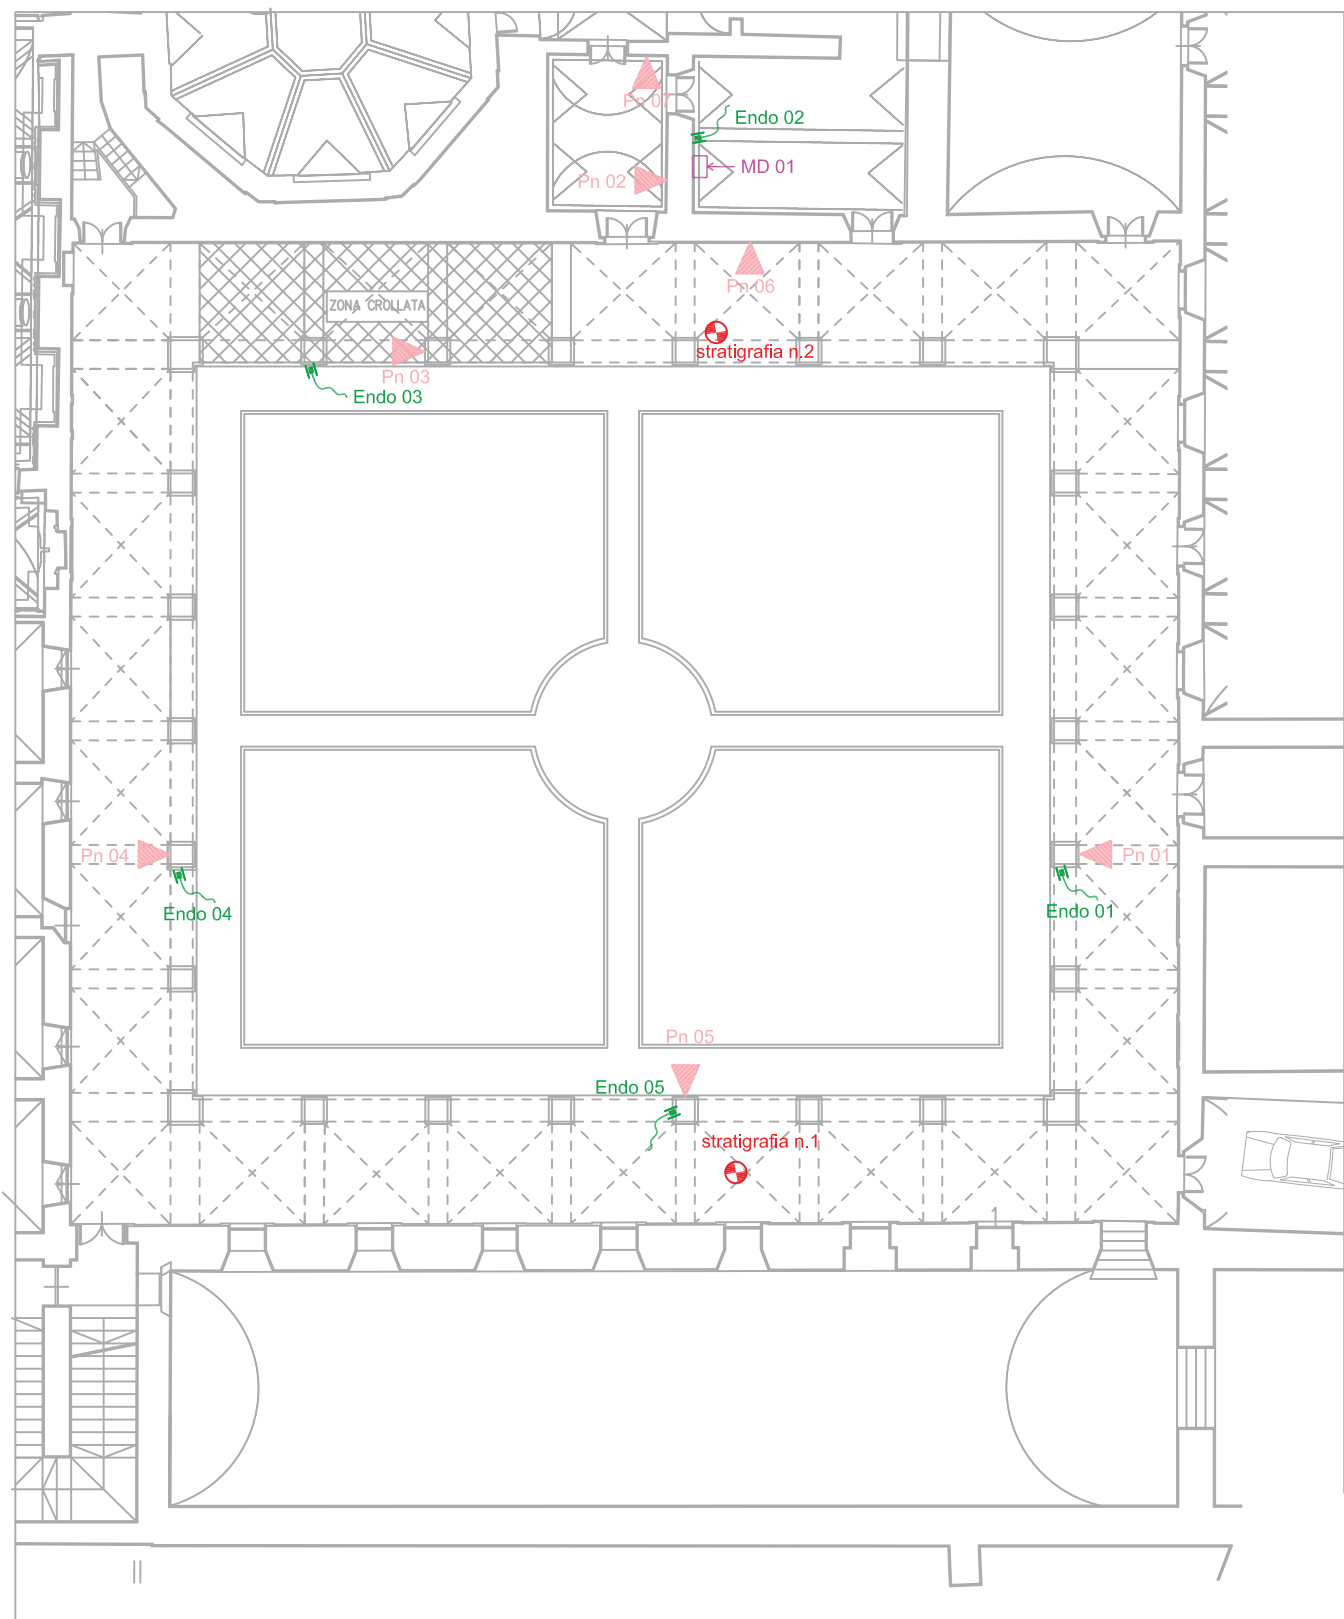 Pn 07
Endo 02
MD 01
Pn 02
Pn 06
ZONA CROLLATA
stratigrafia n.2
Pn 03
Endo 03
Pn 04
Pn 01
Endo 04
Endo 01
Pn 05
Endo 05
stratigrafia n.1